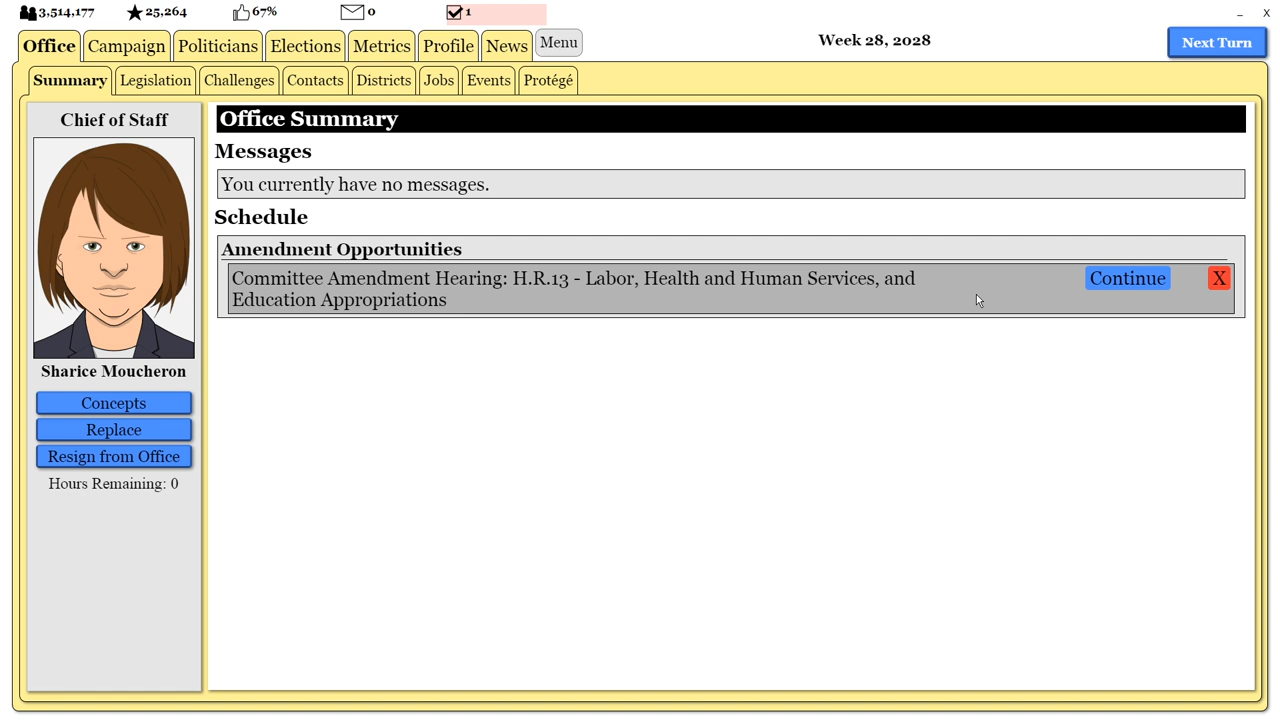 3,514,177 25,264 67% 0 1 _ X
Office Campaign Politicians Elections Metrics Profile News Menu Week 28, 2028 Next Turn
Summary Legislation Challenges Contacts Districts Jobs Events Protégé
Chief of Staff
Sharice Moucheron
Concepts
Replace
Resign from Office
Hours Remaining: 0
Office Summary
Messages
You currently have no messages.
Schedule
Amendment Opportunities
Committee Amendment Hearing: H.R.13 - Labor, Health and Human Services, and Continue X
Education Appropriations